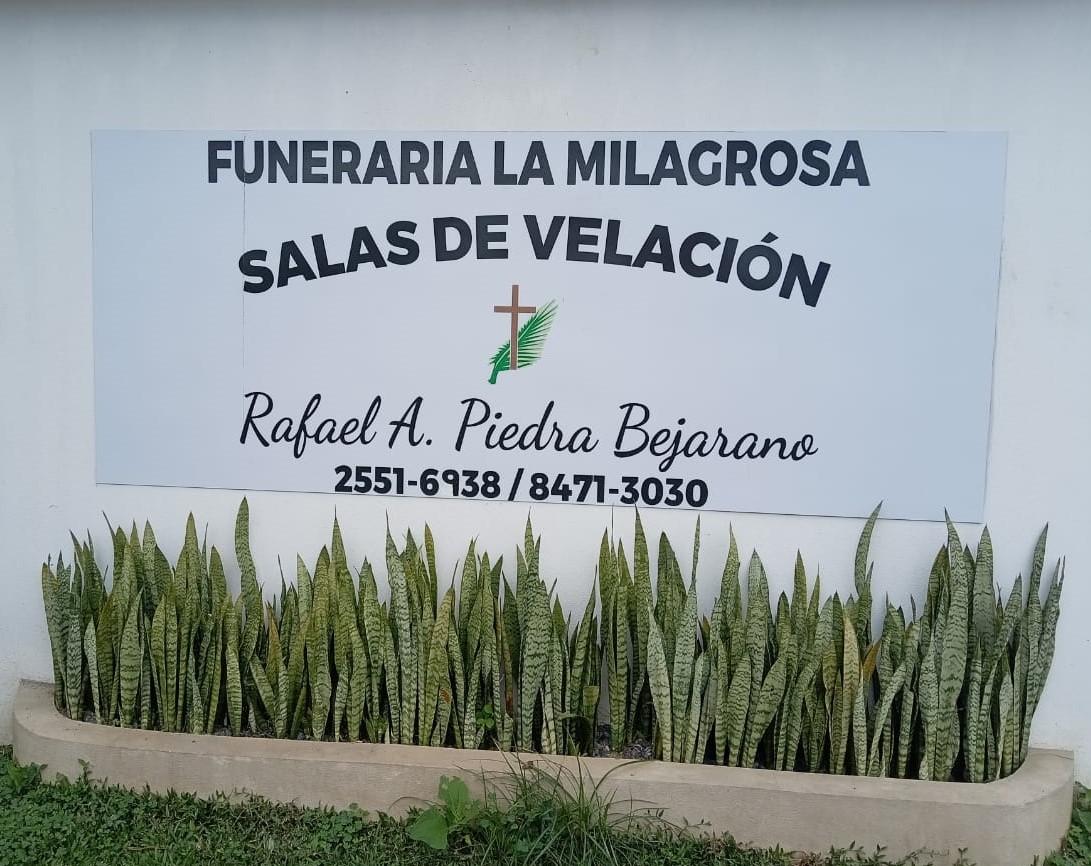 FUNERARIA LA MILAGROSA
SALAS DE VELACIÓN
Rafael A. Piedra Bejarano
2551-6938 / 8471-3030